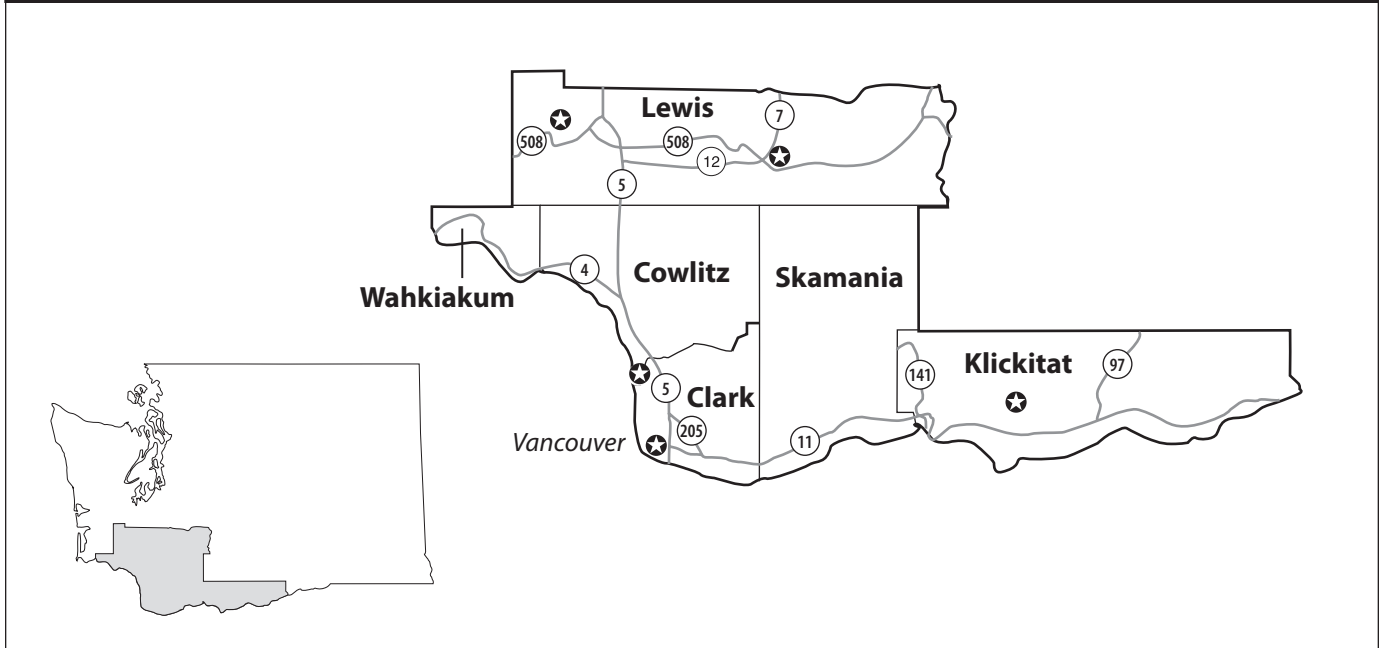 Lewis
7
508
508
12
5
Cowlitz
Skamania
4
Wahkiakum
Klickitat
97
141
5
Clark
205
Vancouver
11